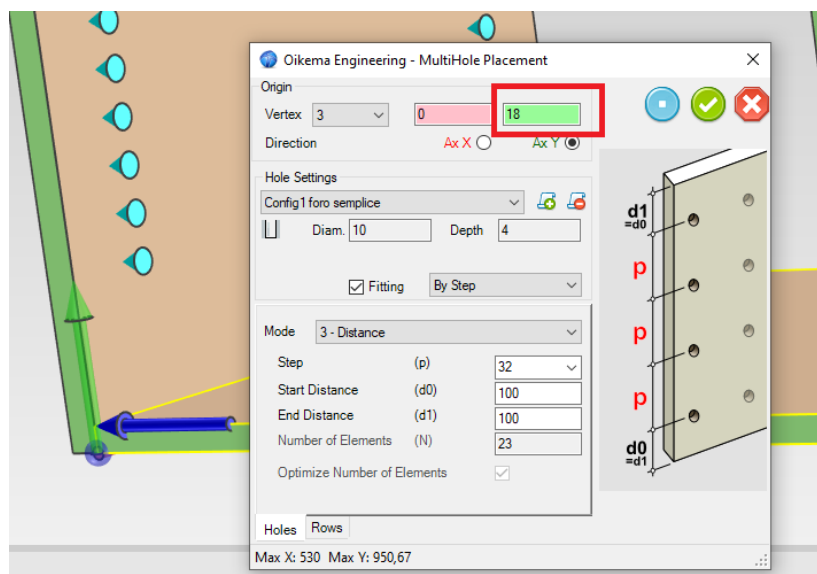 Oikema Engineering - MultiHole Placement
Origin
Vertex 3 0 18
Direction Ax X Ax Y
Hole Settings
Config1 foro semplice
Diam. 10 Depth 4
Fitting By Step
Mode 3 - Distance
Step (p) 32
Start Distance (d0) 100
End Distance (d1) 100
Number of Elements (N) 23
Optimize Number of Elements
Holes Rows
Max X: 530 Max Y: 950,67
d1
=d0
p
p
p
d0
=d1